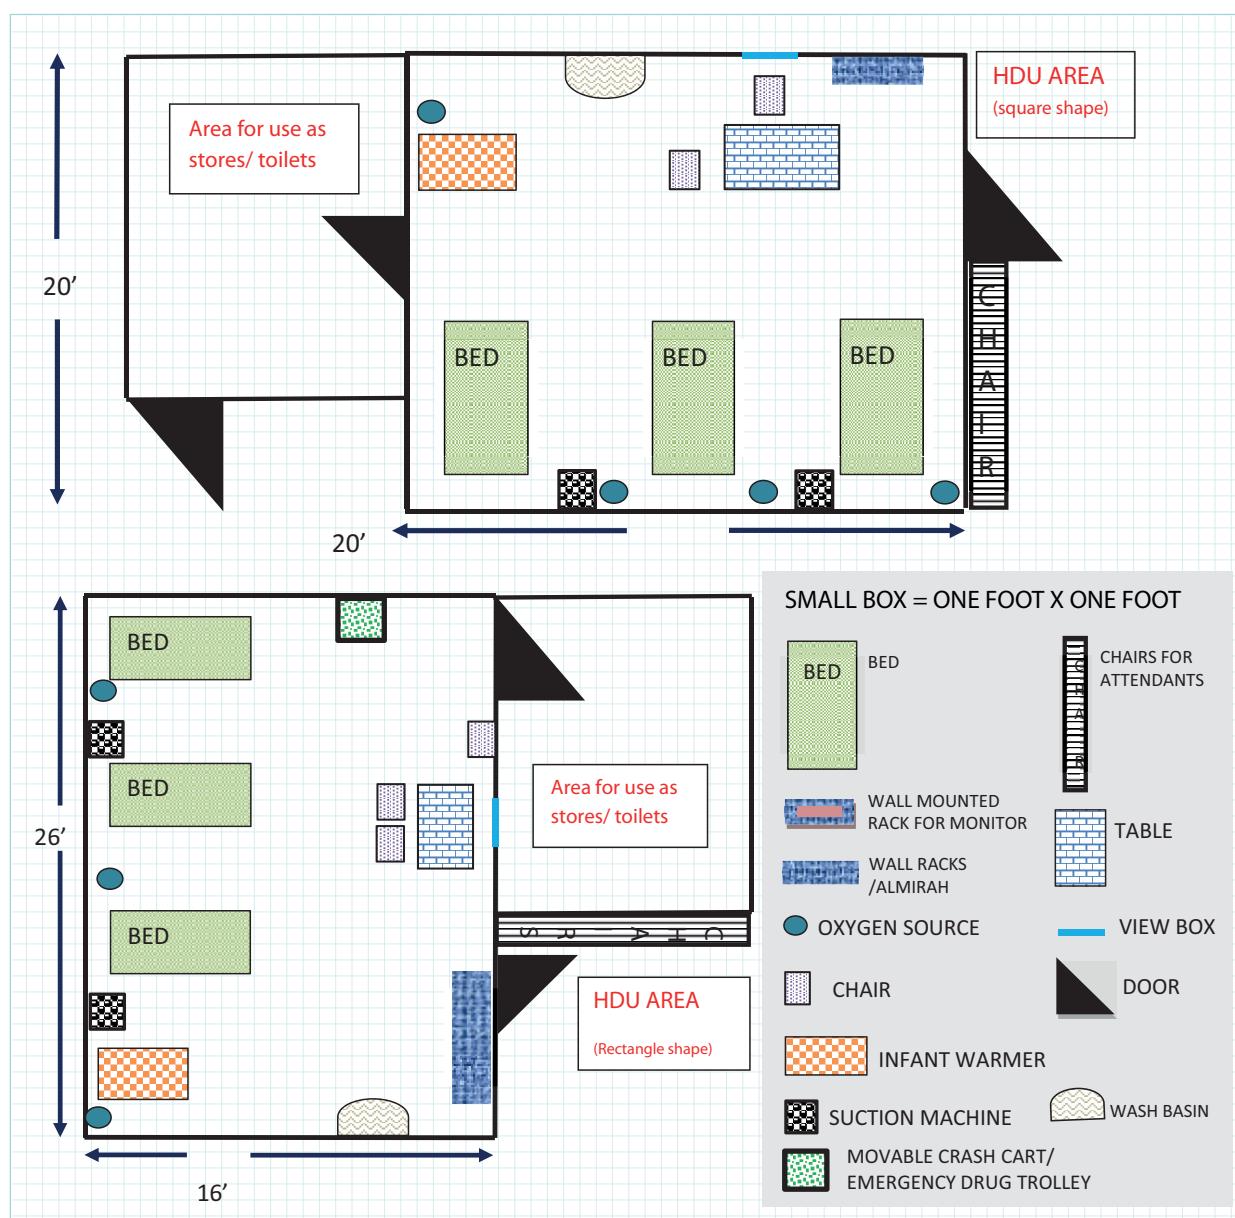 HDU AREA
(square shape)
Area for use as
stores/ toilets
20’
BED
BED
BED
CHAIR
20’
BED
BED
BED
26’
Area for use as
stores/ toilets
CHAIRS
HDU AREA
(Rectangle shape)
16’
SMALL BOX = ONE FOOT X ONE FOOT
BED
BED
CHAIR
CHAIRS FOR
ATTENDANTS
WALL MOUNTED
RACK FOR MONITOR
TABLE
WALL RACKS
/ALMIRAH
OXYGEN SOURCE
VIEW BOX
CHAIR
DOOR
INFANT WARMER
SUCTION MACHINE
WASH BASIN
MOVABLE CRASH CART/
EMERGENCY DRUG TROLLEY